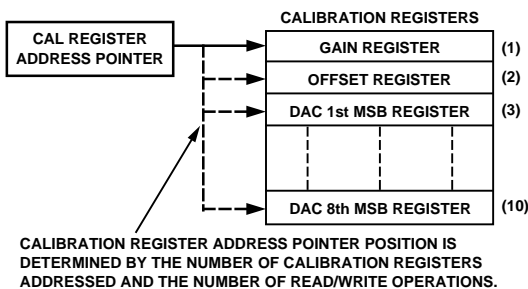 CALIBRATION REGISTERS
CAL REGISTER
ADDRESS POINTER
GAIN REGISTER
(1)
OFFSET REGISTER
(2)
DAC 1st MSB REGISTER
(3)
DAC 8th MSB REGISTER
(10)
CALIBRATION REGISTER ADDRESS POINTER POSITION IS
DETERMINED BY THE NUMBER OF CALIBRATION REGISTERS
ADDRESSED AND THE NUMBER OF READ/WRITE OPERATIONS.